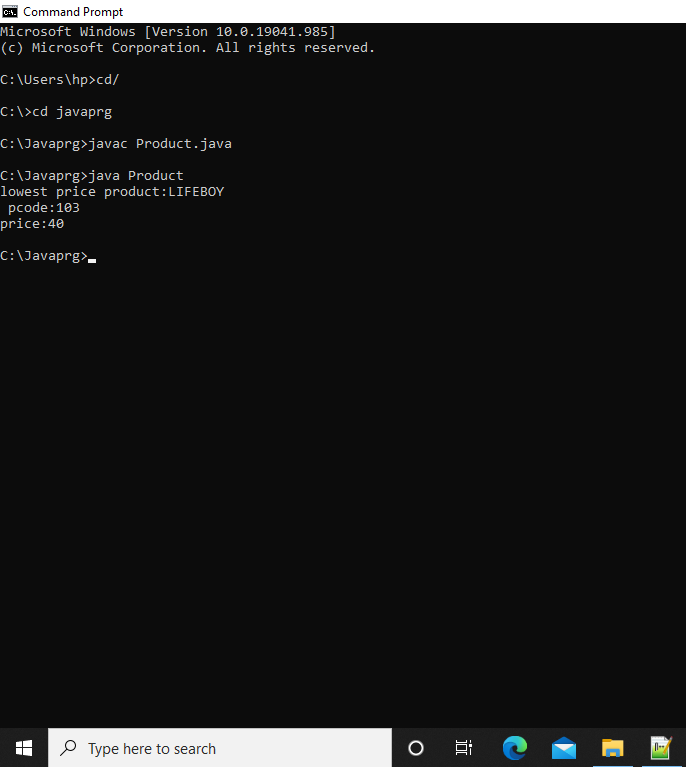 Command Prompt
Microsoft Windows [Version 10.0.19041.985]
(c) Microsoft Corporation. All rights reserved.
C:\Users\hp>cd/
C:\>cd javaprg
C:\Javaprg>javac Product.java
C:\Javaprg>java Product
lowest price product:LIFEBOY
 pcode:103
price:40
C:\Javaprg>
Type here to search